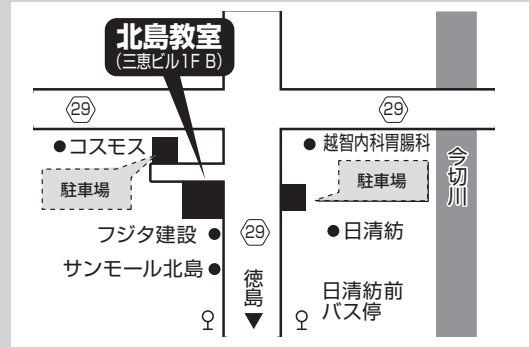 北島教室
(三恵ビル1F B)
29
29
コスモス
越智内科胃腸科
今切川
駐車場
駐車場
フジタ建設
29
日清紡
サンモール北島
徳島
日清紡前
バス停